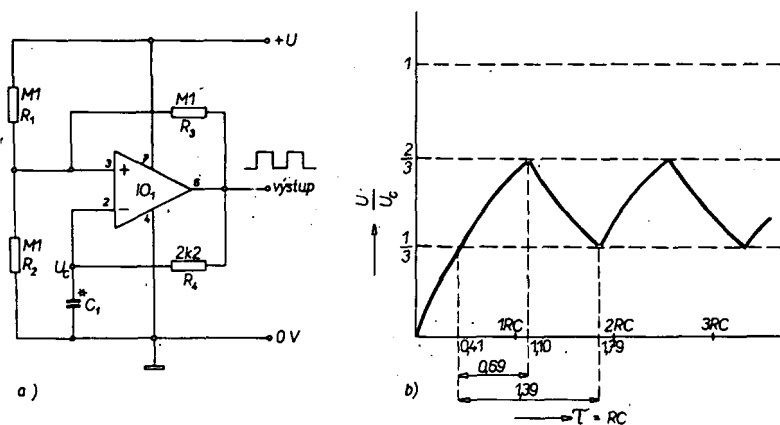 +U
M1
R1
M1
R3
3
+
7
6
IO1
výstup
2
−
4
M1
R2
2k2
R4
Uc
*
C1
0 V
a)
1
2/3
U/Uc
1/3
1RC
2RC
3RC
0,41
1,10
1,79
0,69
1,39
b)
τ = RC